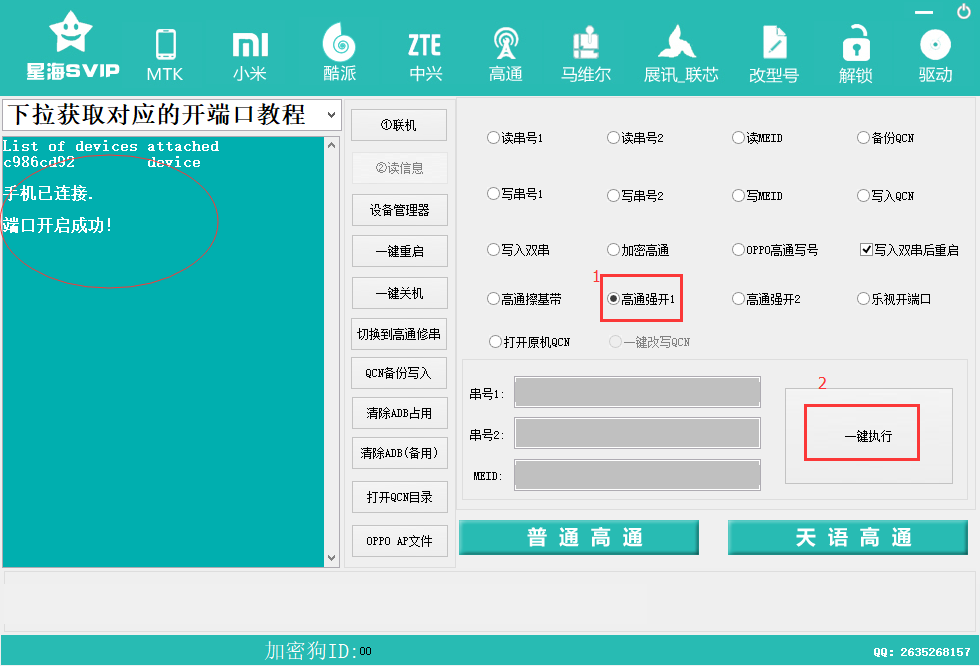 星海SVIP
MTK
小米
ZTE
酷派
中兴
高通
马维尔
展讯_联芯
改型号
解锁
驱动
下拉获取对应的开端口教程
List of devices attached
c986cd92 device
手机已连接.
端口开启成功!
①联机
②读信息
设备管理器
一键重启
一键关机
切换到高通修串
QCN备份写入
清除ADB占用
清除ADB(备用)
打开QCN目录
OPPO AP文件
读串号1
读串号2
读MEID
备份QCN
写串号1
写串号2
写MEID
写入QCN
写入双串
加密高通
OPPO高通写号
写入双串后重启
高通擦基带
1
高通强开1
高通强开2
乐视开端口
打开原机QCN
一键改写QCN
串号1:
串号2:
MEID:
2
一键执行
普通高通
天语高通
加密狗ID:00
QQ: 2635268157